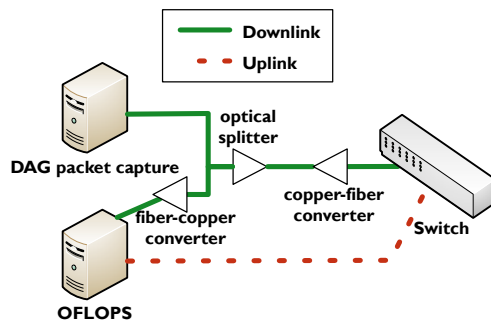 Downlink
Uplink
optical
splitter
DAG packet capture
fiber-copper
converter
copper-fiber
converter
Switch
OFLOPS